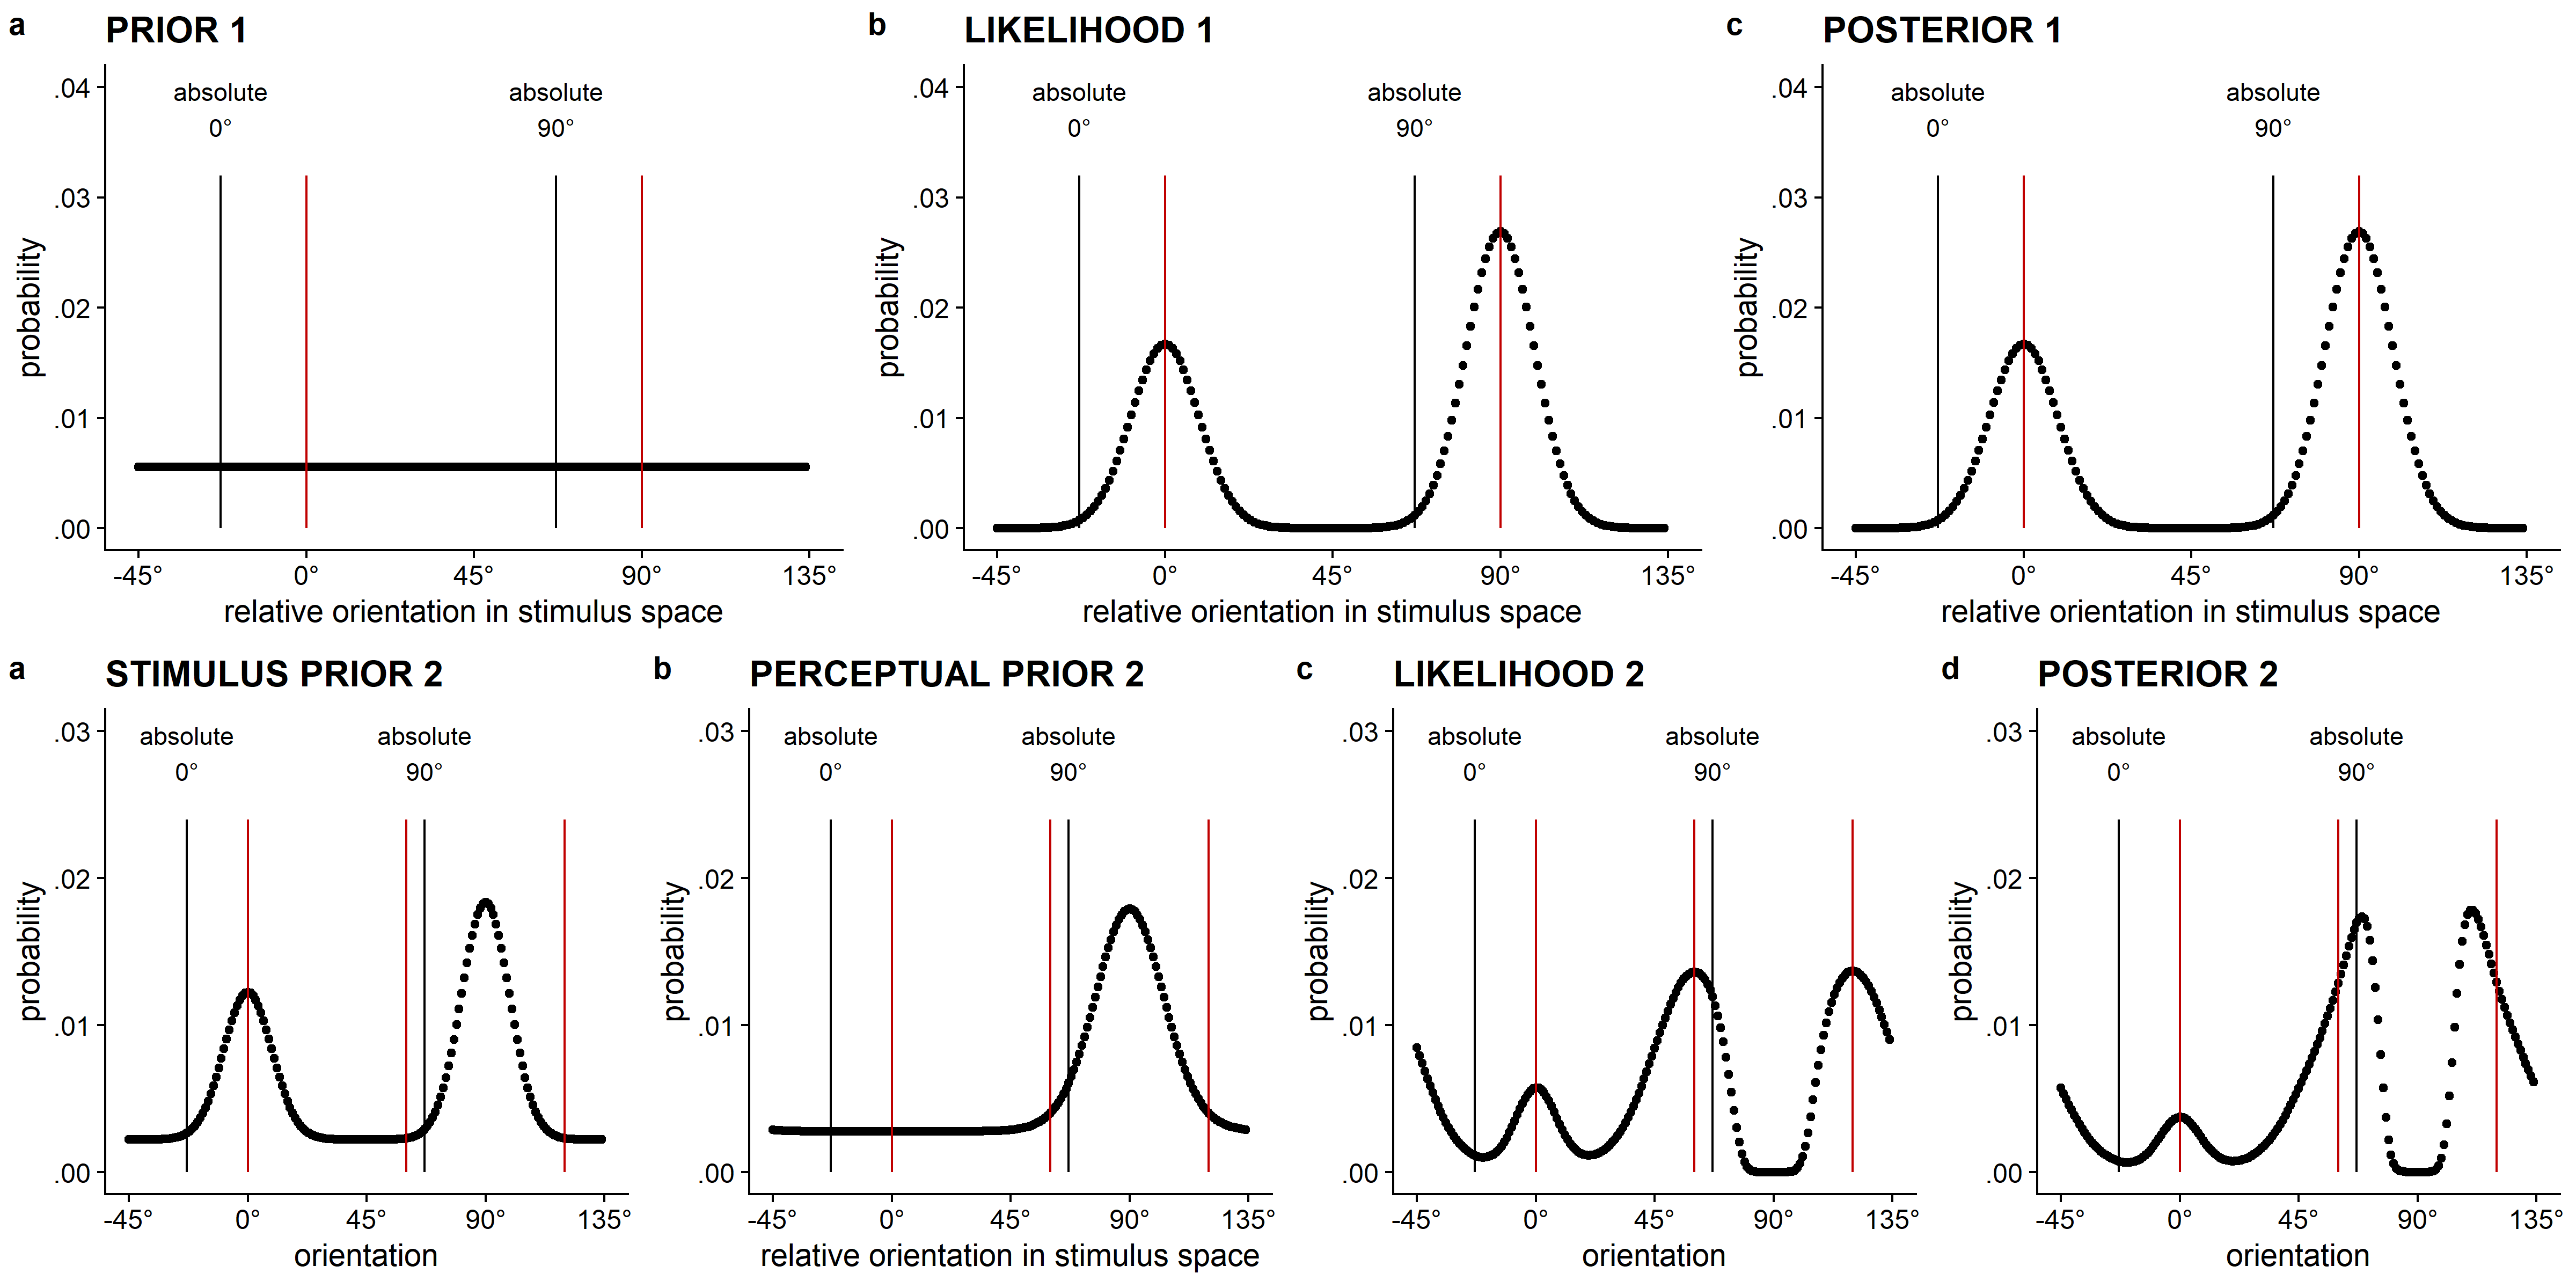 a PRIOR 1
absolute 0°
absolute 90°
probability
.04
.03
.02
.01
.00
-45° 0° 45° 90° 135°
relative orientation in stimulus space
b LIKELIHOOD 1
absolute 0°
absolute 90°
probability
.04
.03
.02
.01
.00
-45° 0° 45° 90° 135°
relative orientation in stimulus space
c POSTERIOR 1
absolute 0°
absolute 90°
probability
.04
.03
.02
.01
.00
-45° 0° 45° 90° 135°
relative orientation in stimulus space
a STIMULUS PRIOR 2
absolute 0°
absolute 90°
probability
.03
.02
.01
.00
-45° 0° 45° 90° 135°
orientation
b PERCEPTUAL PRIOR 2
absolute 0°
absolute 90°
probability
.03
.02
.01
.00
-45° 0° 45° 90° 135°
relative orientation in stimulus space
c LIKELIHOOD 2
absolute 0°
absolute 90°
probability
.03
.02
.01
.00
-45° 0° 45° 90° 135°
orientation
d POSTERIOR 2
absolute 0°
absolute 90°
probability
.03
.02
.01
.00
-45° 0° 45° 90° 135°
orientation